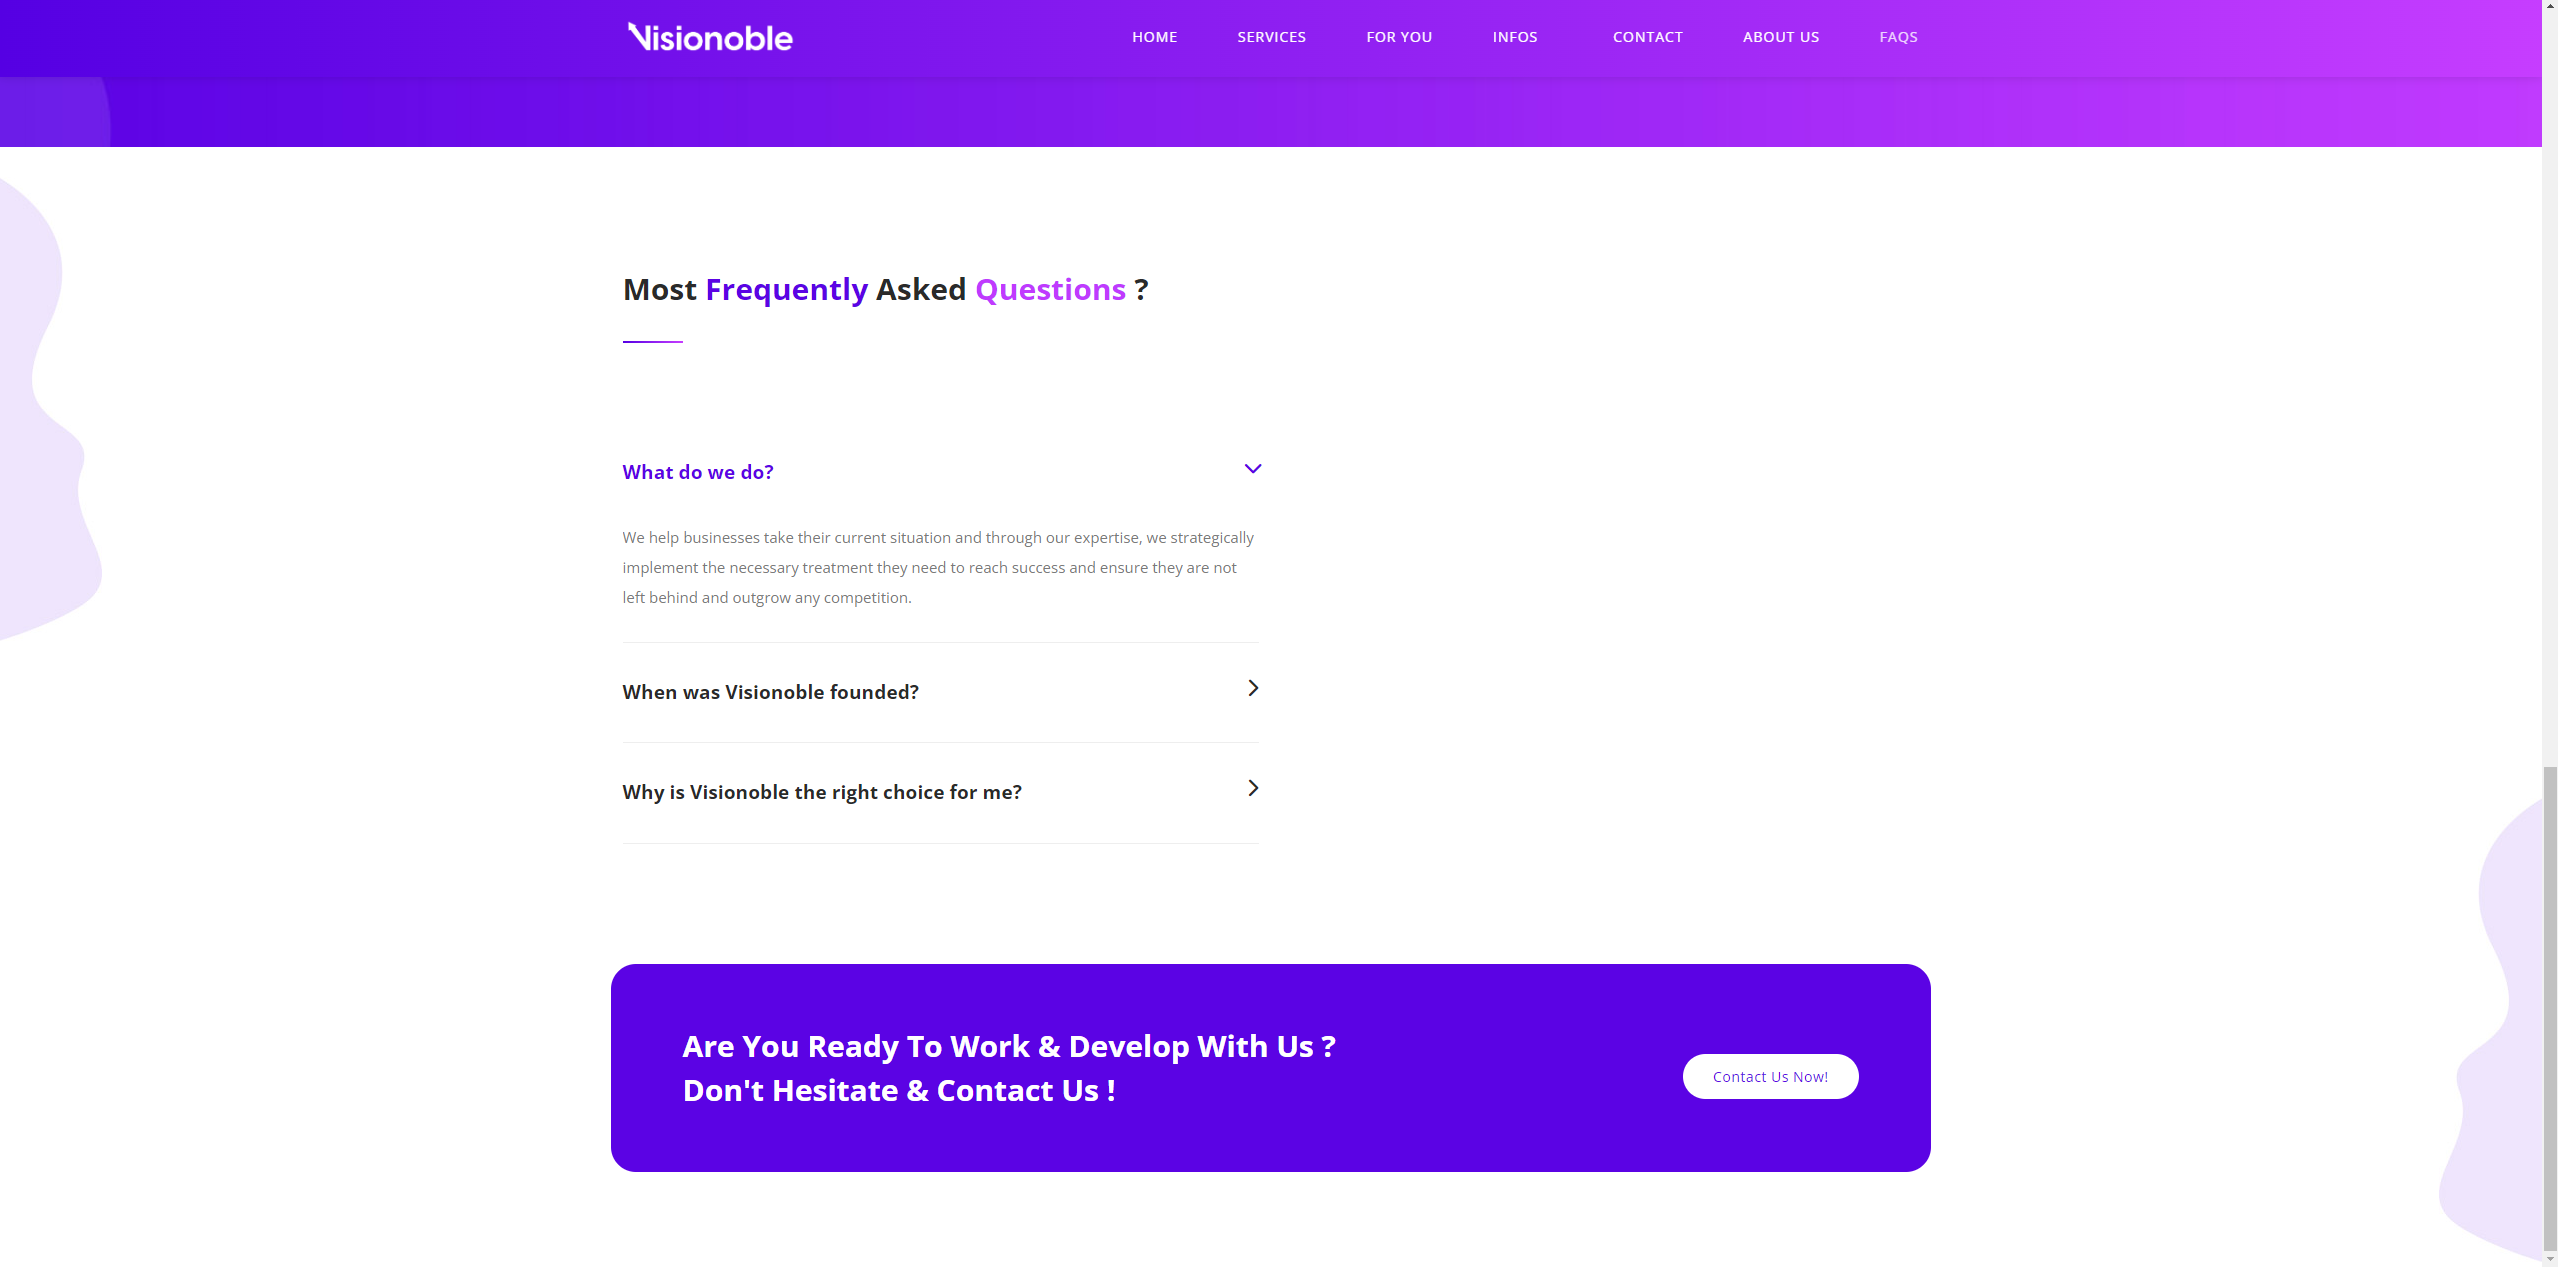 Visionoble
HOME SERVICES FOR YOU INFOS CONTACT ABOUT US FAQS
Most Frequently Asked Questions ?
What do we do?
We help businesses take their current situation and through our expertise, we strategically
implement the necessary treatment they need to reach success and ensure they are not
left behind and outgrow any competition.
When was Visionoble founded?
Why is Visionoble the right choice for me?
Are You Ready To Work & Develop With Us ?
Don't Hesitate & Contact Us !
Contact Us Now!